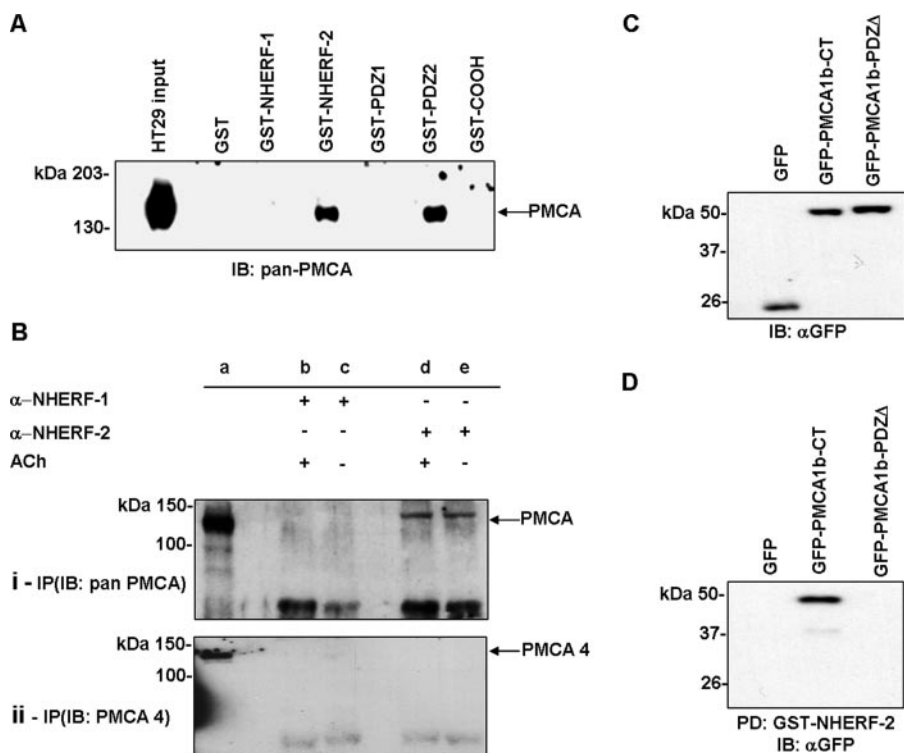 A
HT29 input
GST
GST-NHERF-1
GST-NHERF-2
GST-PDZ1
GST-PDZ2
GST-COOH
kDa 203-
130-
PMCA
IB: pan-PMCA
B
a b c d e
α–NHERF-1 + + - -
α–NHERF-2 - - + +
ACh + - + -
kDa 150-
100-
PMCA
i - IP(IB: pan PMCA)
kDa 150-
100-
PMCA 4
ii - IP(IB: PMCA 4)
C
GFP
GFP-PMCA1b-CT
GFP-PMCA1b-PDZΔ
kDa 50-
37-
26-
IB: αGFP
D
GFP
GFP-PMCA1b-CT
GFP-PMCA1b-PDZΔ
kDa 50-
37-
26-
PD: GST-NHERF-2
IB: αGFP